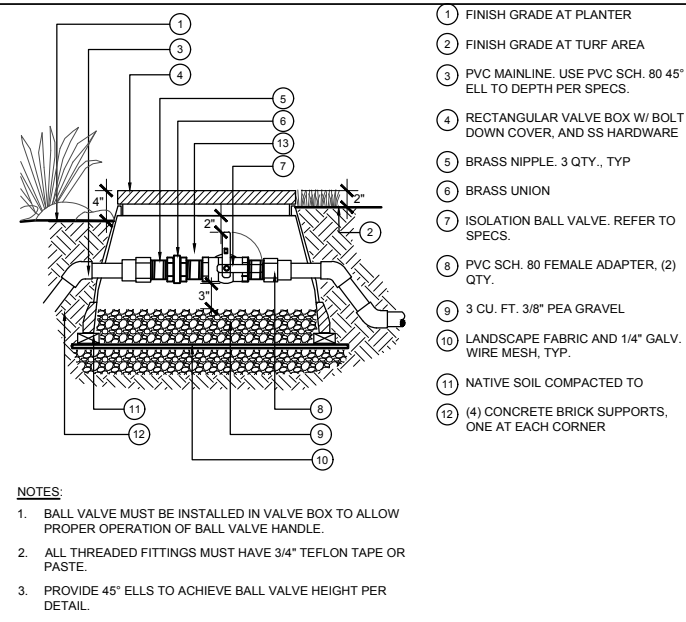 1
3
4
5
6
13
7
4"
2"
2"
2
3"
11
12
8
9
10
1 FINISH GRADE AT PLANTER
2 FINISH GRADE AT TURF AREA
3 PVC MAINLINE. USE PVC SCH. 80 45°
ELL TO DEPTH PER SPECS.
4 RECTANGULAR VALVE BOX W/ BOLT
DOWN COVER, AND SS HARDWARE
5 BRASS NIPPLE. 3 QTY., TYP
6 BRASS UNION
7 ISOLATION BALL VALVE. REFER TO
SPECS.
8 PVC SCH. 80 FEMALE ADAPTER, (2)
QTY.
9 3 CU. FT. 3/8" PEA GRAVEL
10 LANDSCAPE FABRIC AND 1/4" GALV.
WIRE MESH, TYP.
11 NATIVE SOIL COMPACTED TO
12 (4) CONCRETE BRICK SUPPORTS,
ONE AT EACH CORNER
NOTES:
1. BALL VALVE MUST BE INSTALLED IN VALVE BOX TO ALLOW
PROPER OPERATION OF BALL VALVE HANDLE.
2. ALL THREADED FITTINGS MUST HAVE 3/4" TEFLON TAPE OR
PASTE.
3. PROVIDE 45° ELLS TO ACHIEVE BALL VALVE HEIGHT PER
DETAIL.